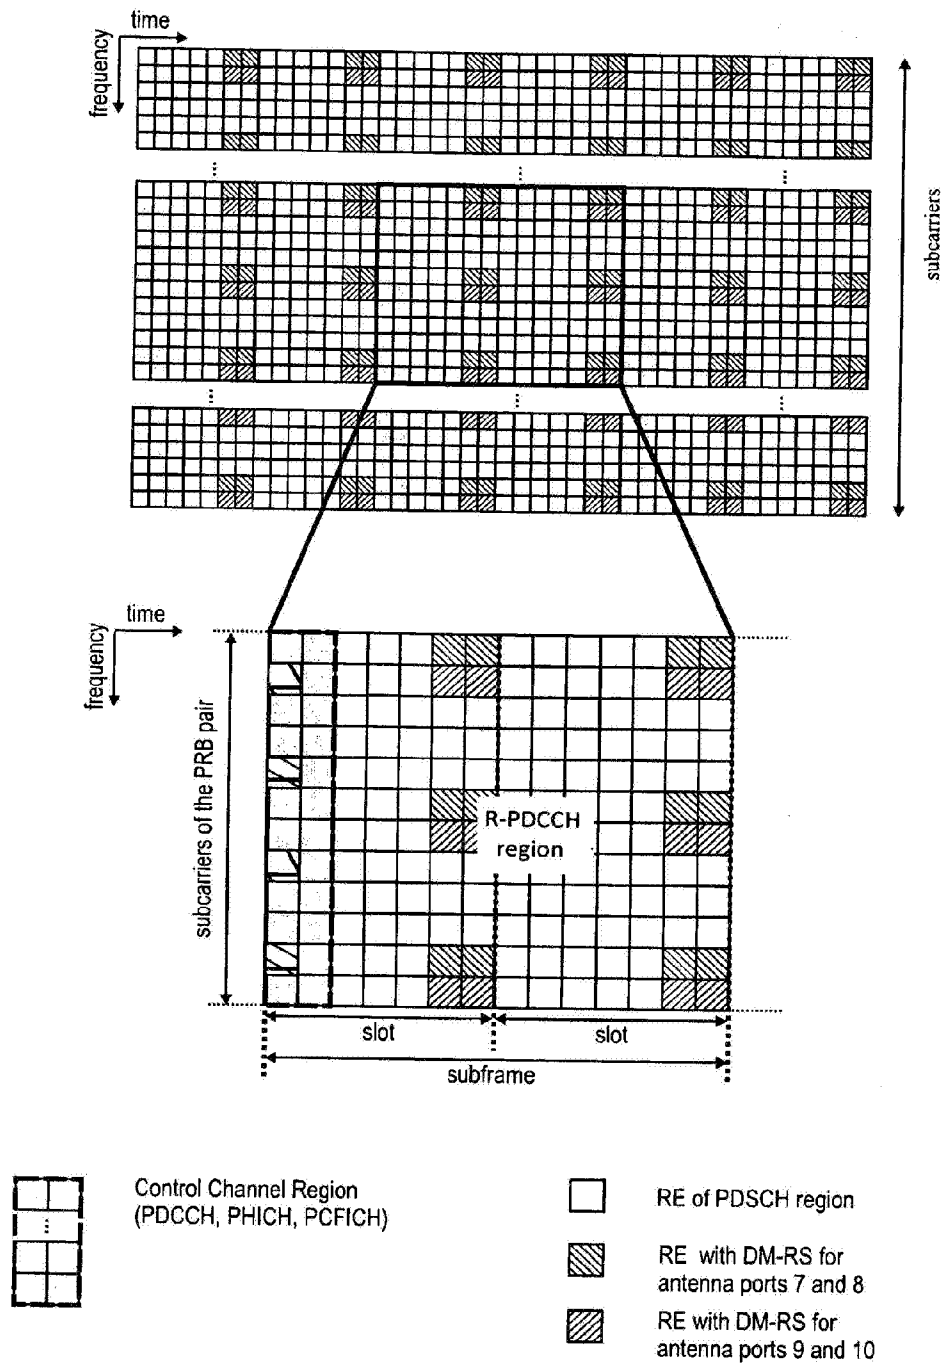 time
frequency
subcarriers
time
frequency
subcarriers of the PRB pair
R-PDCCH
region
slot
slot
subframe
Control Channel Region
(PDCCH, PHICH, PCFICH)
RE of PDSCH region
RE with DM-RS for
antenna ports 7 and 8
RE with DM-RS for
antenna ports 9 and 10